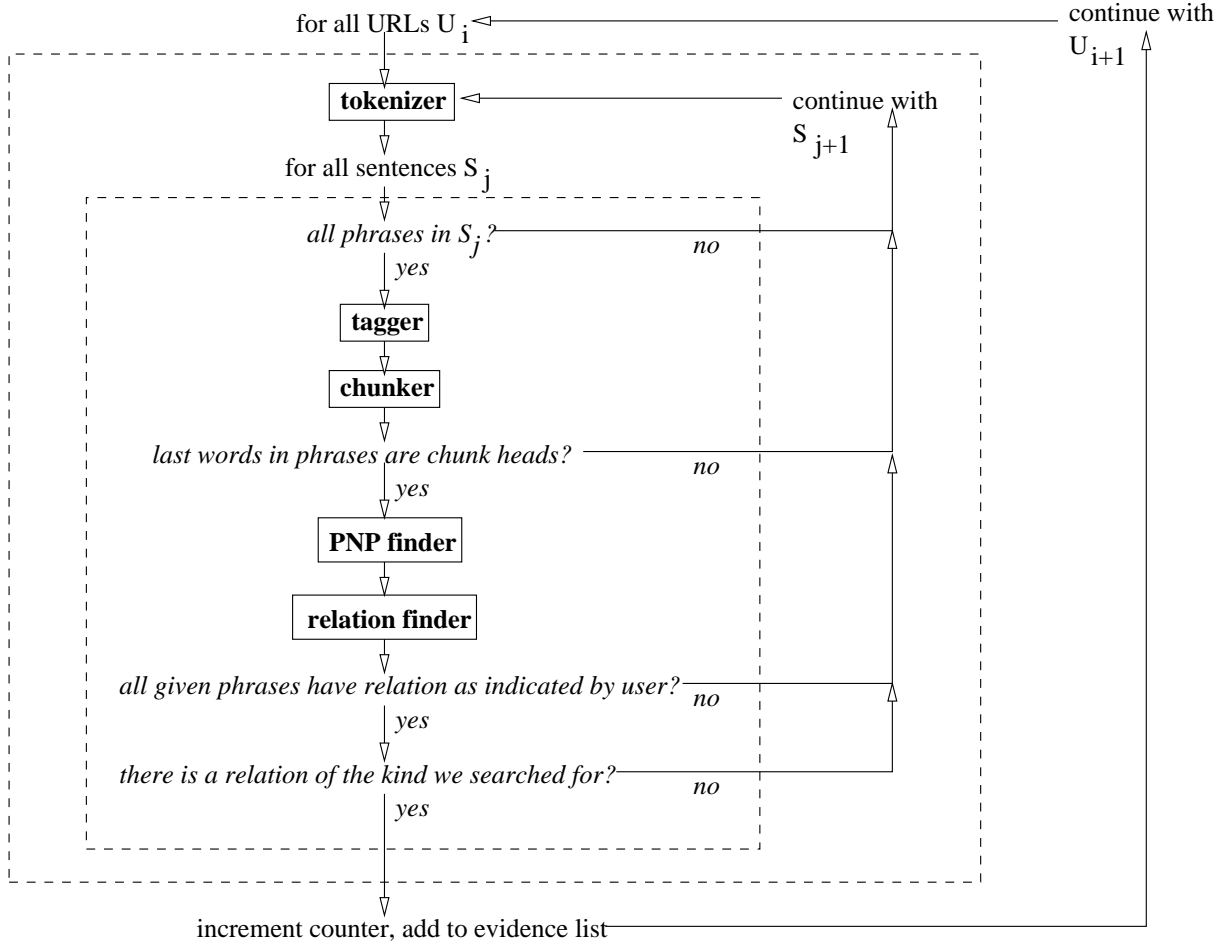 for all URLs U i
continue with
U i+1
tokenizer
continue with
S j+1
for all sentences S j
all phrases in S j ?
no
yes
tagger
chunker
last words in phrases are chunk heads?
no
yes
PNP finder
relation finder
all given phrases have relation as indicated by user?
no
yes
there is a relation of the kind we searched for?
no
yes
increment counter, add to evidence list